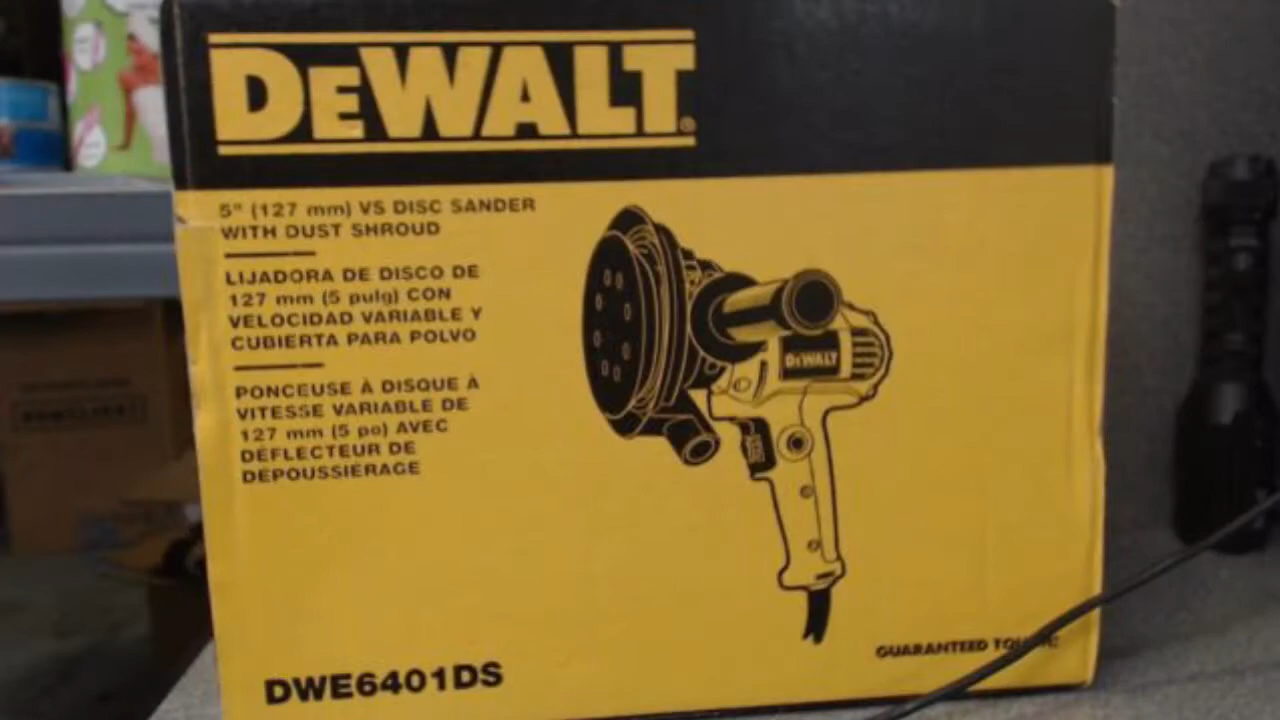 DEWALT®
5" (127 mm) VS DISC SANDER
WITH DUST SHROUD
LIJADORA DE DISCO DE
127 mm (5 pulg) CON
VELOCIDAD VARIABLE Y
CUBIERTA PARA POLVO
PONCEUSE À DISQUE À
VITESSE VARIABLE DE
127 mm (5 po) AVEC
DÉFLECTEUR DE
DÉPOUSSIÉRAGE
DEWALT
GUARANTEED
DWE6401DS